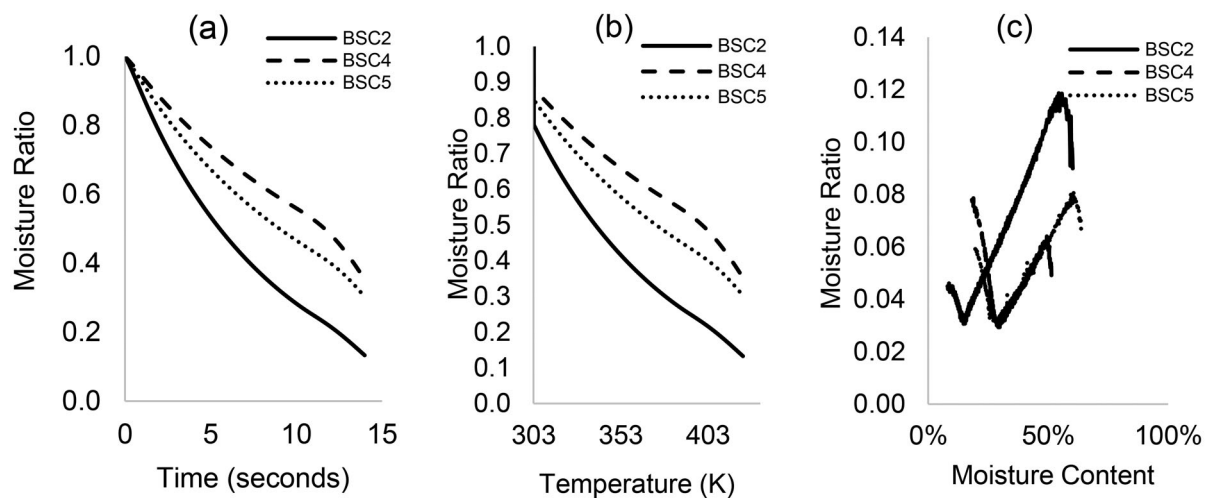 (a)
BSC2
BSC4
BSC5
Moisture Ratio
1.0
0.8
0.6
0.4
0.2
0.0
0 5 10 15
Time (seconds)
(b)
BSC2
BSC4
BSC5
Moisture Ratio
1.0
0.9
0.8
0.7
0.6
0.5
0.4
0.3
0.2
0.1
0.0
303 353 403
Temperature (K)
(c)
BSC2
BSC4
BSC5
Moisture Ratio
0.14
0.12
0.10
0.08
0.06
0.04
0.02
0.00
0% 50% 100%
Moisture Content